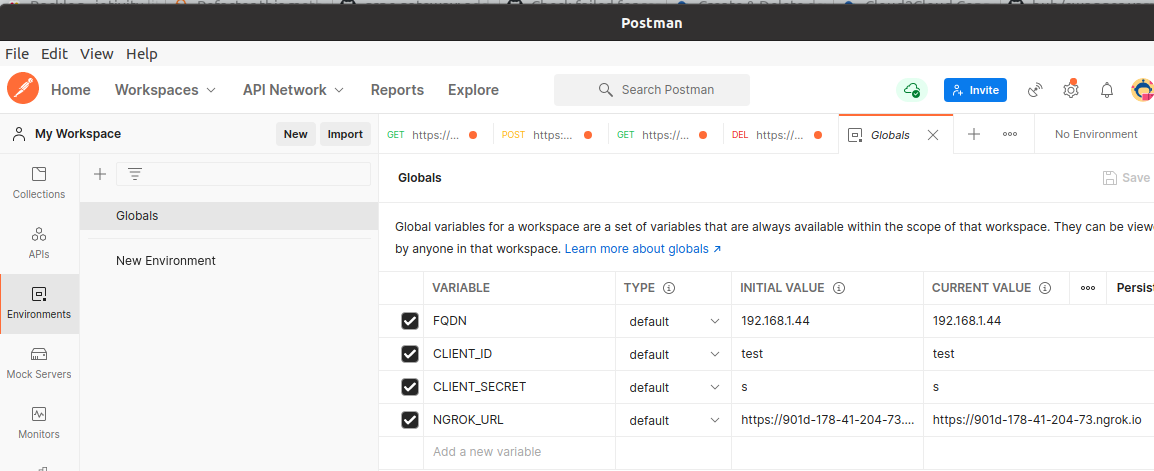 Postman
File Edit View Help
Home Workspaces API Network Reports Explore Search Postman Invite
My Workspace New Import GET https://... POST https:... GET https://... DEL https://... Globals No Environment
Collections
APIs
Environments
Mock Servers
Monitors
Globals
New Environment
Globals Save
Global variables for a workspace are a set of variables that are always available within the scope of that workspace. They can be viewe
by anyone in that workspace. Learn more about globals ↗
VARIABLE TYPE INITIAL VALUE CURRENT VALUE Persist
FQDN default 192.168.1.44 192.168.1.44
CLIENT_ID default test test
CLIENT_SECRET default s s
NGROK_URL default https://901d-178-41-204-73.... https://901d-178-41-204-73.ngrok.io
Add a new variable